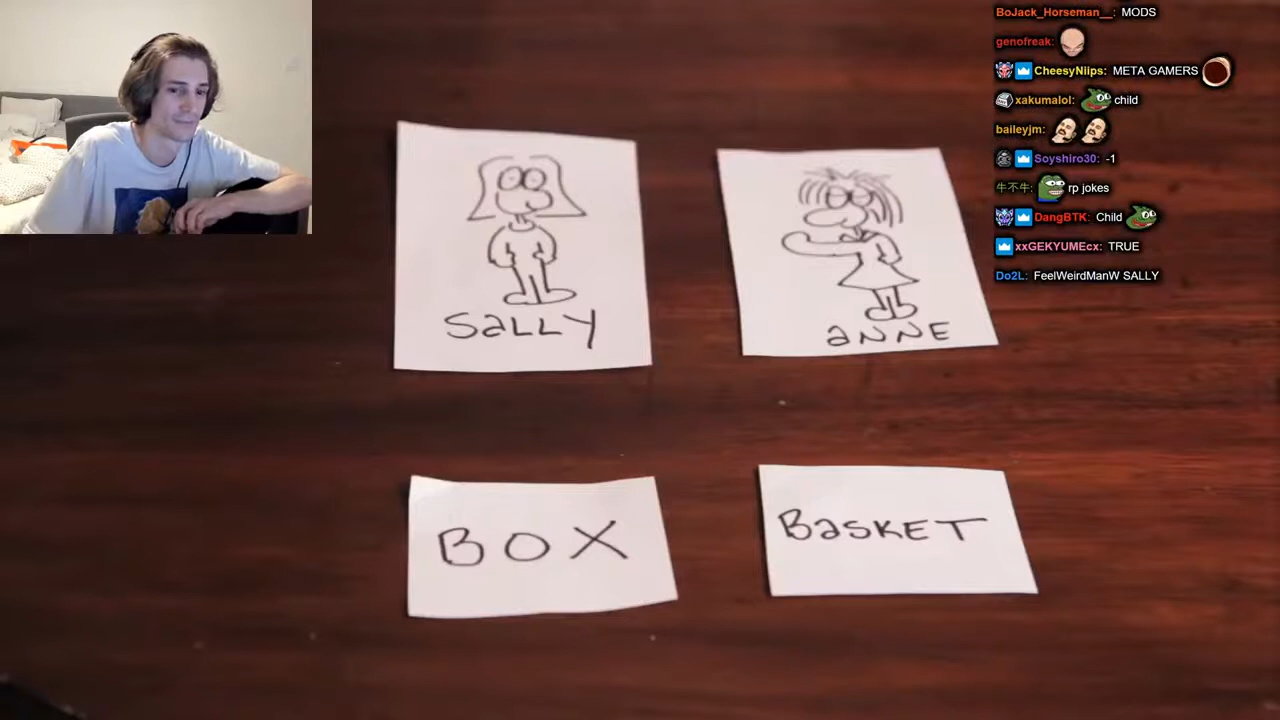 BoJack_Horseman__: MODS
genofreak:
CheesyNiips: META GAMERS
xakumalol: child
baileyjm:
Soyshiro30: -1
牛不牛: rp jokes
DangBTK: Child
xxGEKYUMEcx: TRUE
Do2L: FeelWeirdManW SALLY
SaLLY
aNNE
BOX
BaSKET